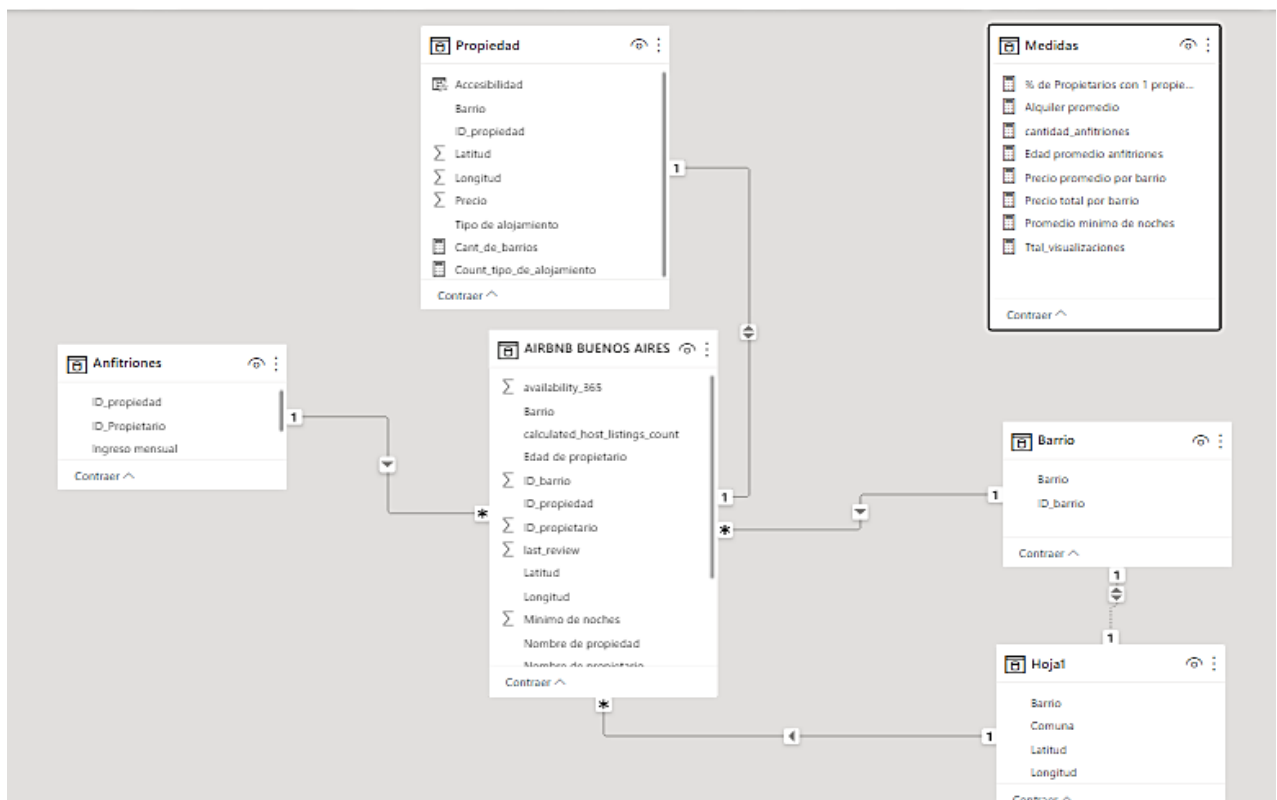 Propiedad
Accesibilidad
Barrio
ID_propiedad
Latitud
Longitud
Precio
Tipo de alojamiento
Cant_de_barrios
Count_tipo_de_alojamiento
Contraer
Medidas
% de Propietarios con 1 propie...
Alquiler promedio
cantidad_anfitriones
Edad promedio anfitriones
Precio promedio por barrio
Precio total por barrio
Promedio minimo de noches
Ttal_visualizaciones
Contraer
Anfitriones
ID_propiedad
ID_Propietario
Ingreso mensual
Contraer
AIRBNB BUENOS AIRES
availability_365
Barrio
calculated_host_listings_count
Edad de propietario
ID_barrio
ID_propiedad
ID_propietario
last_review
Latitud
Longitud
Minimo de noches
Nombre de propiedad
Nombre de propietario
Contraer
Barrio
Barrio
ID_barrio
Contraer
Hoja1
Barrio
Comuna
Latitud
Longitud
Contraer
1
1
1
*
*
1
1
1
*
1